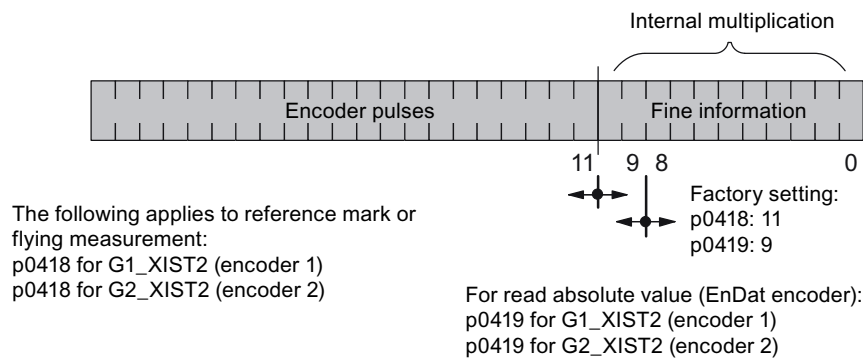 Internal multiplication
Encoder pulses
Fine information
11 9 8 0
Factory setting:
p0418: 11
p0419: 9
The following applies to reference mark or
flying measurement:
p0418 for G1_XIST2 (encoder 1)
p0418 for G2_XIST2 (encoder 2)
For read absolute value (EnDat encoder):
p0419 for G1_XIST2 (encoder 1)
p0419 for G2_XIST2 (encoder 2)